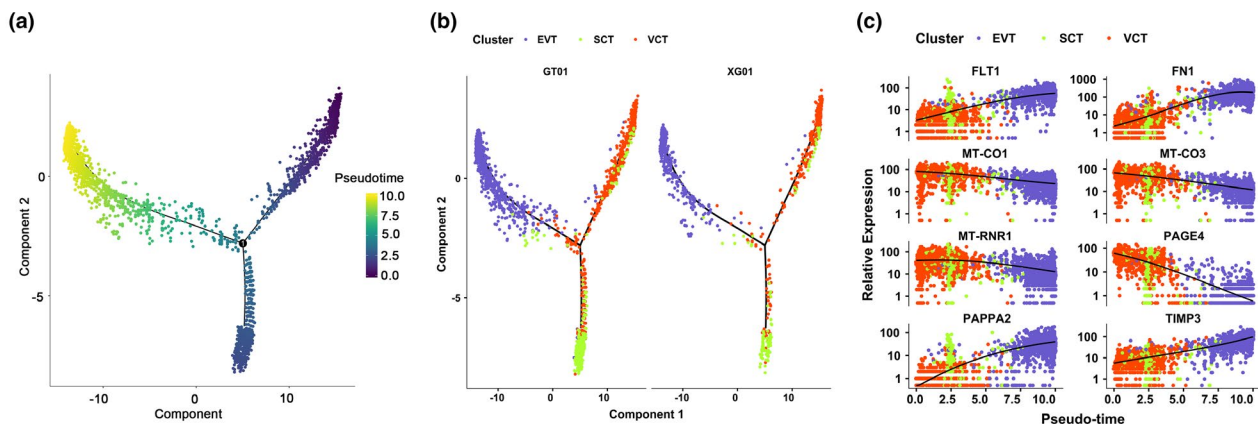 (a)
0
-5
-10
0
10
Component 2
Component
Pseudotime
10.0
7.5
5.0
2.5
0.0
1
(b)
Cluster EVT SCT VCT
GT01 XG01
0
-5
-10 0 10 -10 0 10
Component 2
Component 1
(c)
Cluster EVT SCT VCT
FLT1 FN1
100
10
1
1000
100
10
1
MT-CO1 MT-CO3
100
10
1
100
10
1
MT-RNR1 PAGE4
100
10
1
100
10
1
PAPPA2 TIMP3
100
10
1
100
10
1
0.0 2.5 5.0 7.5 10.0 0.0 2.5 5.0 7.5 10.0
Relative Expression
Pseudo-time